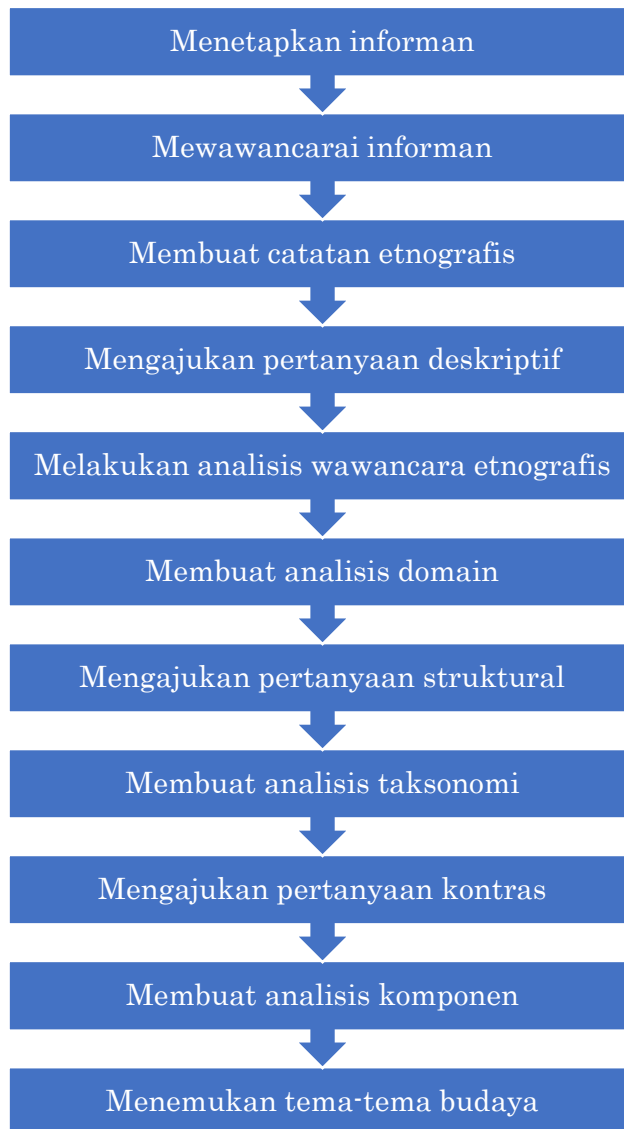 Menetapkan informan
Mewawancarai informan
Membuat catatan etnografis
Mengajukan pertanyaan deskriptif
Melakukan analisis wawancara etnografis
Membuat analisis domain
Mengajukan pertanyaan struktural
Membuat analisis taksonomi
Mengajukan pertanyaan kontras
Membuat analisis komponen
Menemukan tema-tema budaya